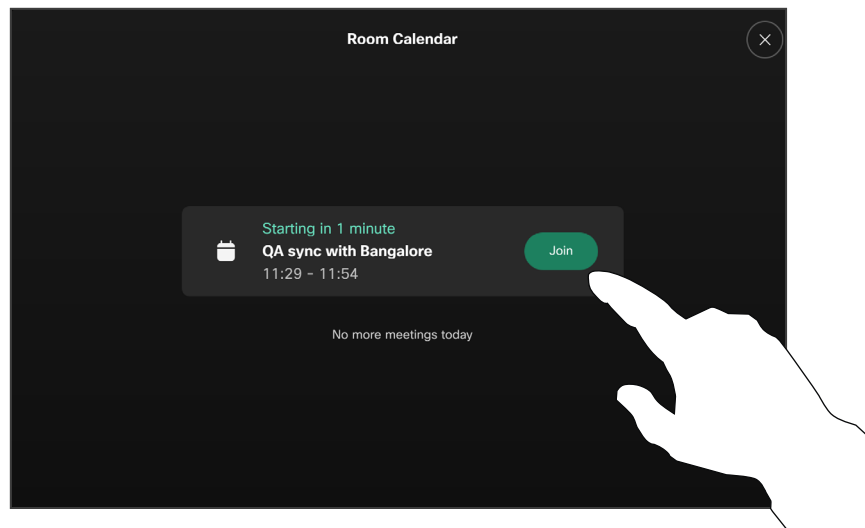 Room Calendar
Starting in 1 minute
QA sync with Bangalore
Join
11:29 - 11:54
No more meetings today